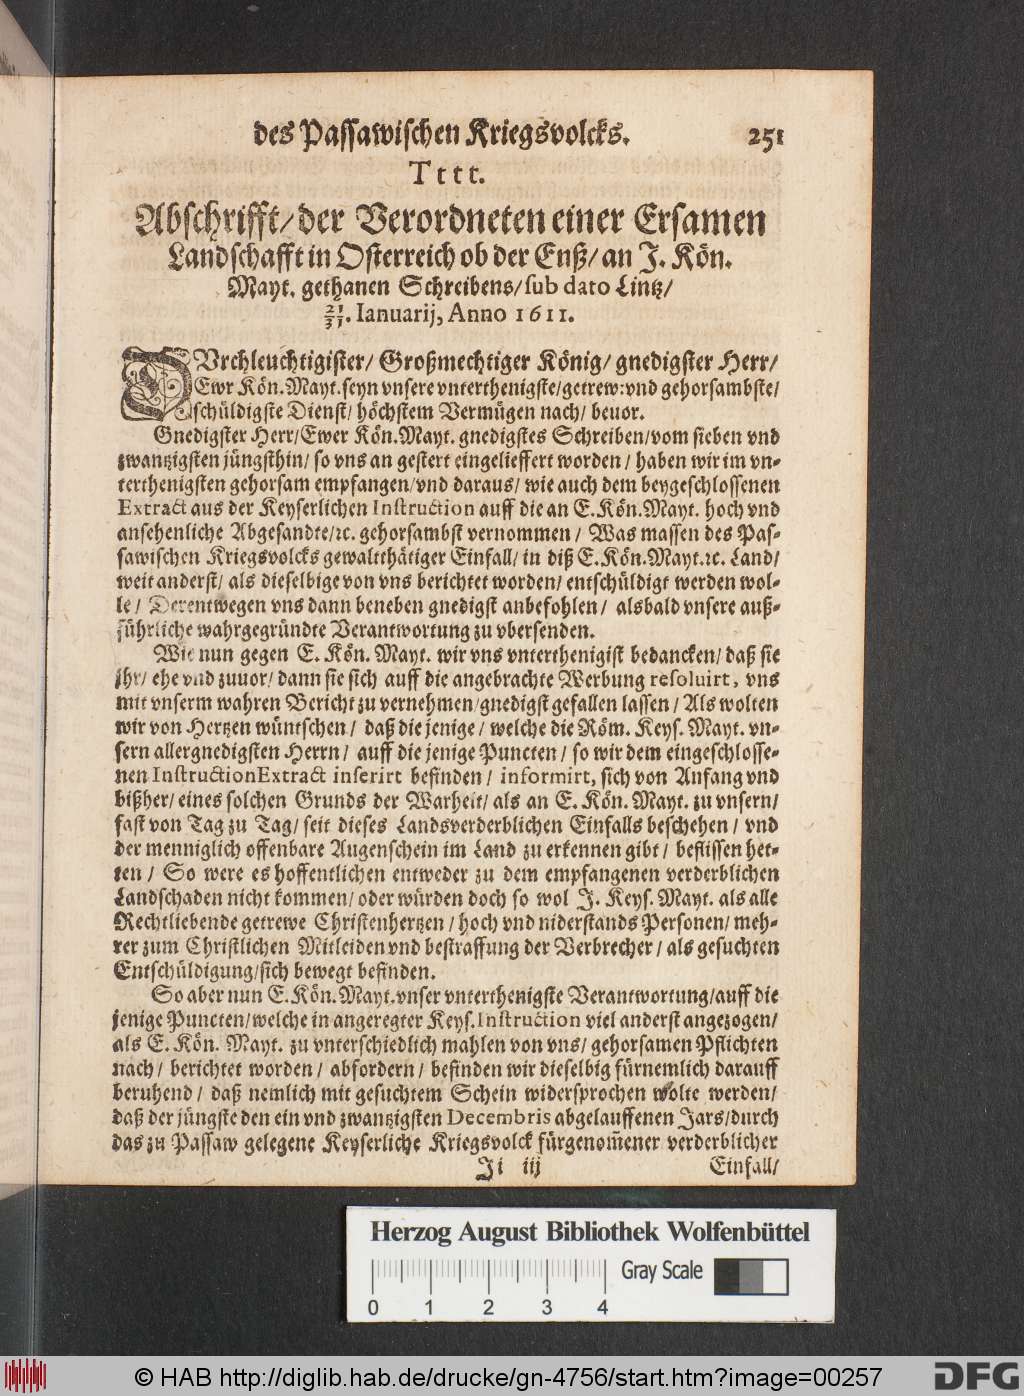 des Passawischen Kriegsvolcks. 251
Tttt.
Abschrifft/ der Verordneten einer Ersamen
Landschafft in Osterreich ob der Enß/ an J. Kön.
Mayt. gethanen Schreibens/ sub dato Lintz/
21/31. Ianuarij, Anno 1611.
DVrchleuchtigister/ Großmechtiger König/ gnedigster Herr/
Ewr Kön. Mayt. seyn vnsere vnterthenigste/ getrew: vnd gehorsambste/
schüldigste Dienst/ höchstem Vermügen nach/ beuor.
Gnedigster Herr/ Ewer Kön. Mayt. gnedigstes Schreiben/ vom sieben vnd
zwantzigsten jüngsthin/ so vns an gestert eingelieffert worden/ haben wir im vn-
terthenigsten gehorsam empfangen/ vnd daraus/ wie auch dem beygeschlossenen
Extract aus der Keyserlichen Instruction auff die an E. Kön. Mayt. hoch vnd
ansehenliche Abgesandte/ ꝛc. gehorsambst vernommen/ Was massen des Pas-
sawischen Kriegsvolcks gewaltthätiger Einfall/ in diß E. Kön. Mayt. ꝛc. Land/
weit anderst/ als dieselbige von vns berichtet worden/ entschüldigt werden wol-
le/ Derentwegen vns dann beneben gnedigst anbefohlen/ alsbald vnsere auß-
führliche wahrgegründte Verantwortung zu vbersenden.
Wie nun gegen E. Kön. Mayt. wir vns vnterthenigist bedancken/ daß sie
jhr/ ehe vnd zuuor/ dann sie sich auff die angebrachte Werbung resoluirt, vns
mit vnserm wahren Bericht zu vernehmen/ gnedigst gefallen lassen/ Als wolten
wir von Hertzen wüntschen/ daß die jenige/ welche die Röm. Keys. Mayt. vn-
sern allergnedigsten Herrn/ auff die jenige Puncten/ so wir dem eingeschlosse-
nen Instruction Extract inserirt befinden/ informirt, sich von Anfang vnd
bißher/ eines solchen Grunds der Warheit/ als an E. Kön. Mayt. zu vnsern/
fast von Tag zu Tag/ seit dieses Landsverderblichen Einfalls beschehen/ vnd
der menniglich offenbare Augenschein im Land zu erkennen gibt/ beflissen het-
ten/ So were es hoffentlichen entweder zu dem empfangenen verderblichen
Landschaden nicht kommen/ oder würden doch so wol J. Keys. Mayt. als alle
Rechtliebende getrewe Christenhertzen/ hoch vnd niderstands Personen/ meh-
rer zum Christlichen Mitleiden vnd bestraffung der Verbrecher/ als gesuchten
Entschüldigung/ sich bewegt befinden.
So aber nun E. Kön. Mayt. vnser vnterthenigste Verantwortung/ auff die
jenige Puncten/ welche in angeregter Keys. Instruction viel anderst angezogen/
als E. Kön. Mayt. zu vnterschiedlich mahlen von vns/ gehorsamen Pflichten
nach/ berichtet worden/ abfordern/ befinden wir dieselbig fürnemlich darauff
beruhend/ daß nemlich mit gesuchtem Schein widersprochen wolte werden/
daß der jüngste den ein vnd zwantzigsten Decembris abgelauffenen Jars/ durch
das zu Passaw gelegene Keyserliche Kriegsvolck fürgenom̄ener verderblicher
Ji iij Einfall/
Herzog August Bibliothek Wolfenbüttel
Gray Scale
0 1 2 3 4
© HAB http://diglib.hab.de/drucke/gn-4756/start.htm?image=00257
DFG